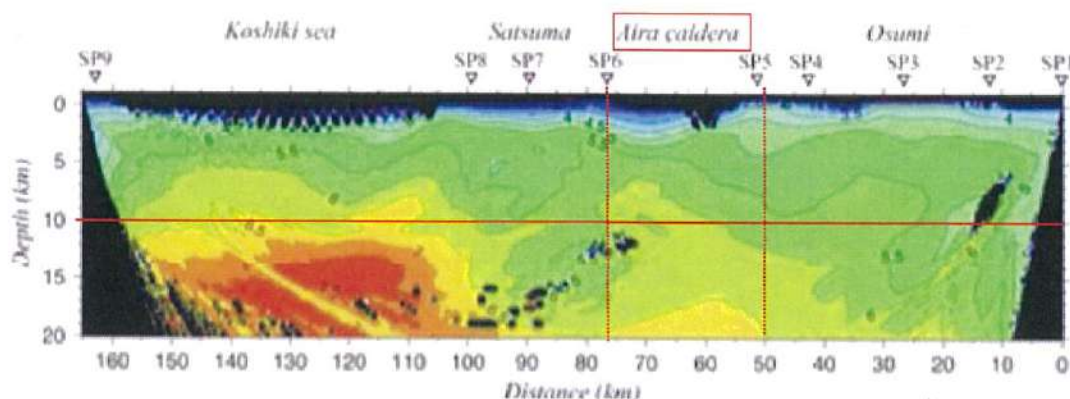 Koshiki sea Satsuma Aira caldera Osumi
SP9 SP8 SP7 SP6 SP5 SP4 SP3 SP2 SP1
0
5
10
15
20
Depth (km)
160 150 140 130 120 110 100 90 80 70 60 50 40 30 20 10 0
Distance (km)